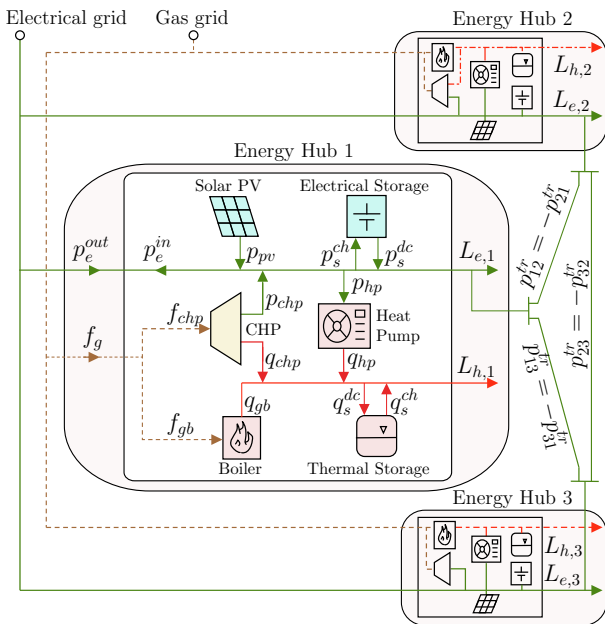 Electrical grid
Gas grid
Energy Hub 2
L_{h,2}
L_{e,2}
Energy Hub 1
Solar PV
Electrical Storage
p_e^{out}
p_e^{in}
p_{pv}
p_s^{ch}
p_s^{dc}
L_{e,1}
p_{12}^{tr} = -p_{21}^{tr}
p_{23}^{tr} = -p_{32}^{tr}
p_{13}^{tr} = -p_{31}^{tr}
f_{chp}
p_{chp}
p_{hp}
CHP
Heat
Pump
f_g
q_{chp}
q_{hp}
L_{h,1}
f_{gb}
q_{gb}
q_s^{dc}
q_s^{ch}
Boiler
Thermal Storage
Energy Hub 3
L_{h,3}
L_{e,3}